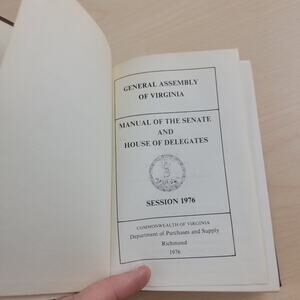 GENERAL ASSEMBLY
OF VIRGINIA
MANUAL OF THE SENATE
AND
HOUSE OF DELEGATES
SESSION 1976
COMMONWEALTH OF VIRGINIA
Department of Purchases and Supply
Richmond
1976